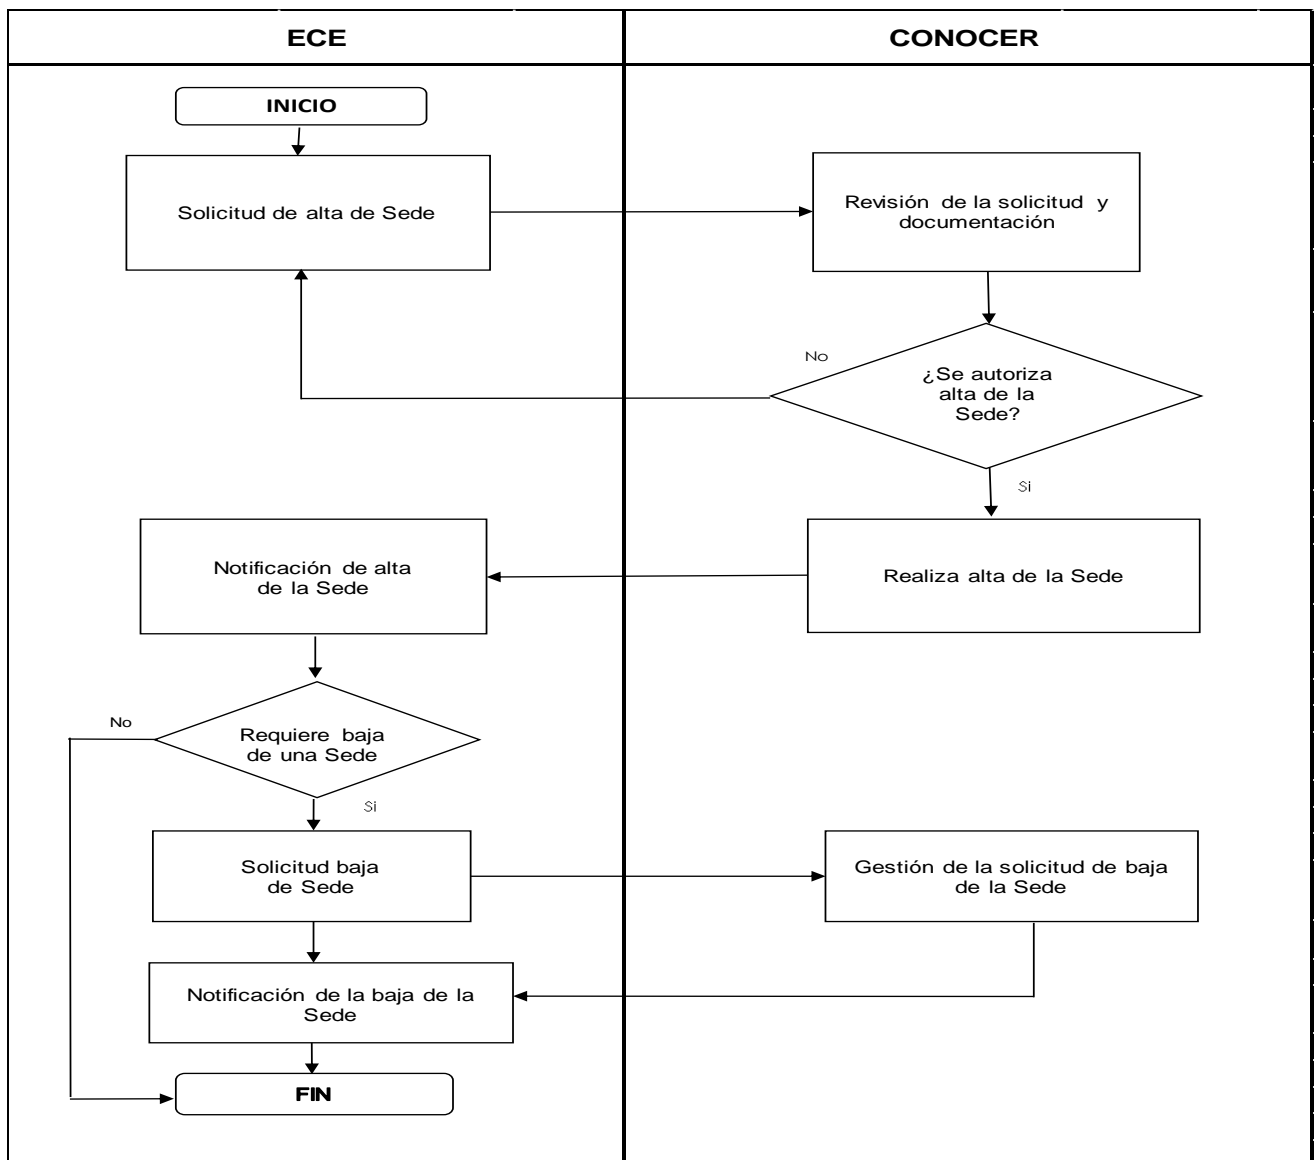 ECE
CONOCER
INICIO
Solicitud de alta de Sede
Revisión de la solicitud y
documentación
No
¿Se autoriza
alta de la
Sede?
Si
Notificación de alta
de la Sede
Realiza alta de la Sede
No
Requiere baja
de una Sede
Si
Solicitud baja
de Sede
Gestión de la solicitud de baja
de la Sede
Notificación de la baja de la
Sede
FIN